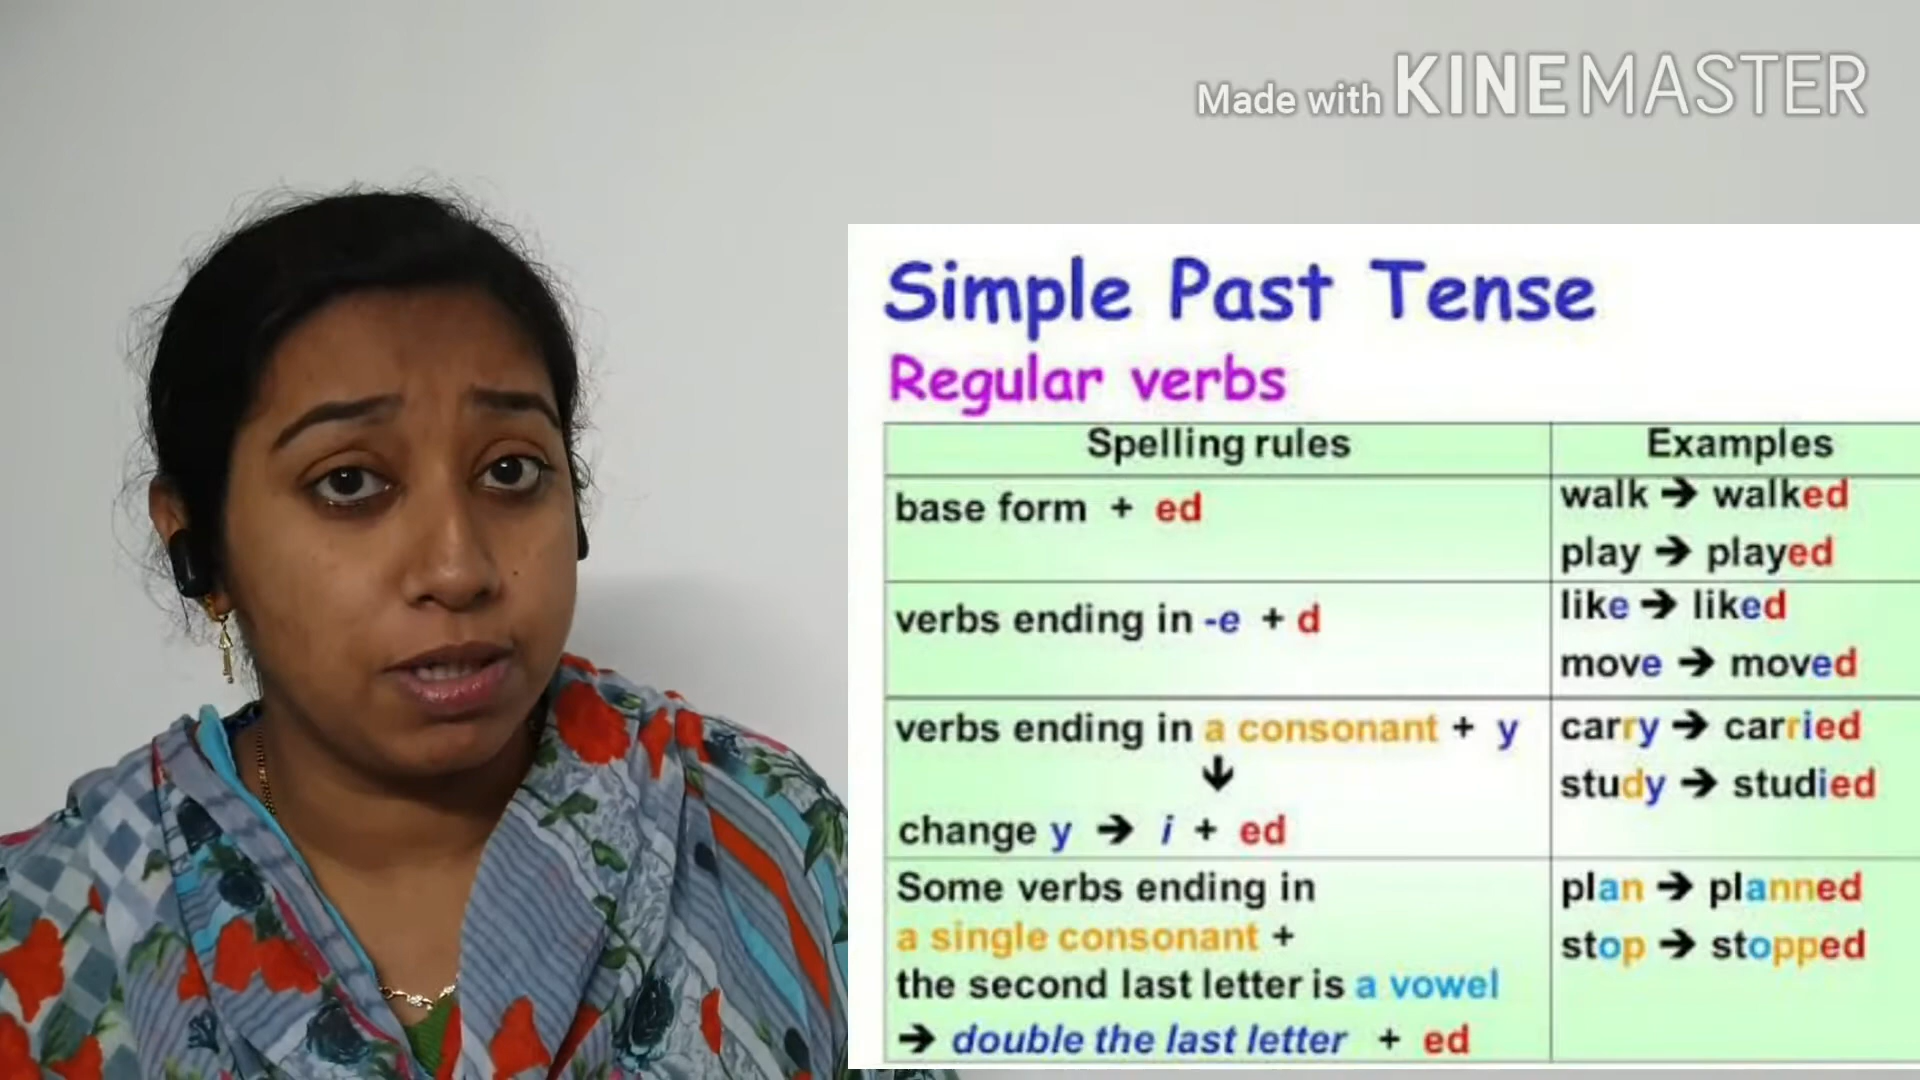 Made with KINEMASTER
Simple Past Tense
Regular verbs
Spelling rules Examples
base form + ed
walk ➔ walked
play ➔ played
verbs ending in -e + d
like ➔ liked
move ➔ moved
verbs ending in a consonant + y
change y ➔ i + ed
carry ➔ carried
study ➔ studied
Some verbs ending in
a single consonant +
the second last letter is a vowel
➔ double the last letter + ed
plan ➔ planned
stop ➔ stopped